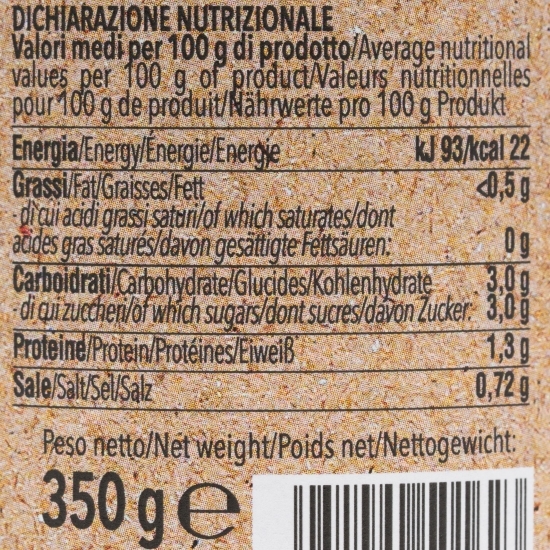 DICHIARAZIONE NUTRIZIONALE
Valori medi per 100 g di prodotto/Average nutritional
values per 100 g of product/Valeurs nutritionnelles
pour 100 g de produit/Nährwerte pro 100 g Produkt
Energia/Energy/Énergie/Energie kJ 93/kcal 22
Grassi/Fat/Graisses/Fett <0,5 g
- di cui acidi grassi saturi/of which saturates/dont
acides gras saturés/davon gesättigte Fettsäuren: 0 g
Carboidrati/Carbohydrate/Glucides/Kohlenhydrate 3,0 g
- di qui zuccheri/of which sugars/dont sucres/davon Zucker: 3,0 g
Proteine/Protein/Protéines/Eiweiß 1,3 g
Sale/Salt/Sel/Salz 0,72 g
Peso netto/Net weight/Poids net/Nettogewicht:
350 g ℮